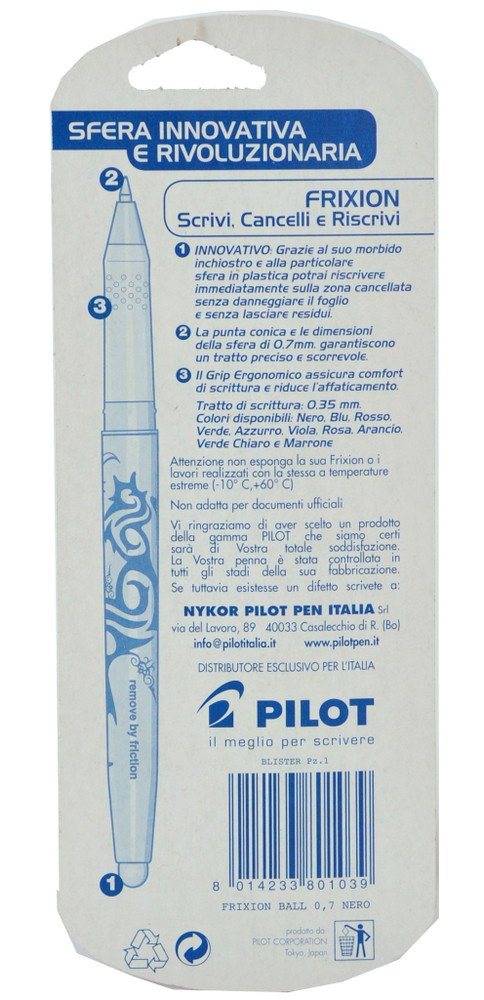 SFERA INNOVATIVA
E RIVOLUZIONARIA
2
FRIXION
Scrivi, Cancelli e Riscrivi
1 INNOVATIVO: Grazie al suo morbido
inchiostro e alla particolare
sfera in plastica potrai riscrivere
immediatamente sulla zona cancellata
senza danneggiare il foglio
e senza lasciare residui.
3
2 La punta conica e le dimensioni
della sfera di 0.7mm. garantiscono
un tratto preciso e scorrevole.
3 Il Grip Ergonomico assicura comfort
di scrittura e riduce l'affaticamento.
Tratto di scrittura: 0.35 mm.
Colori disponibili: Nero, Blu, Rosso,
Verde, Azzurro, Viola, Rosa, Arancio,
Verde Chiaro e Marrone
Attenzione non esponga la sua Frixion o i
lavori realizzati con la stessa a temperature
estreme (-10° C,+60° C)
Non adatta per documenti ufficiali
Vi ringraziamo di aver scelto un prodotto
della gamma PILOT che siamo certi
sarà di Vostra totale soddisfazione.
La Vostra penna è stata controllata in
tutti gli stadi della sua fabbricazione.
Se tuttavia esistesse un difetto scrivete a:
NYKOR PILOT PEN ITALIA Srl
via del Lavoro, 89 40033 Casalecchio di R. (Bo)
info@pilotitalia.it www.pilotpen.it
DISTRIBUTORE ESCLUSIVO PER L'ITALIA
PILOT
il meglio per scrivere
remove by friction
BLISTER Pz.1
1
8 014233 801039
FRIXION BALL 0,7 NERO
prodotto da:
PILOT CORPORATION
Tokyo, Japan